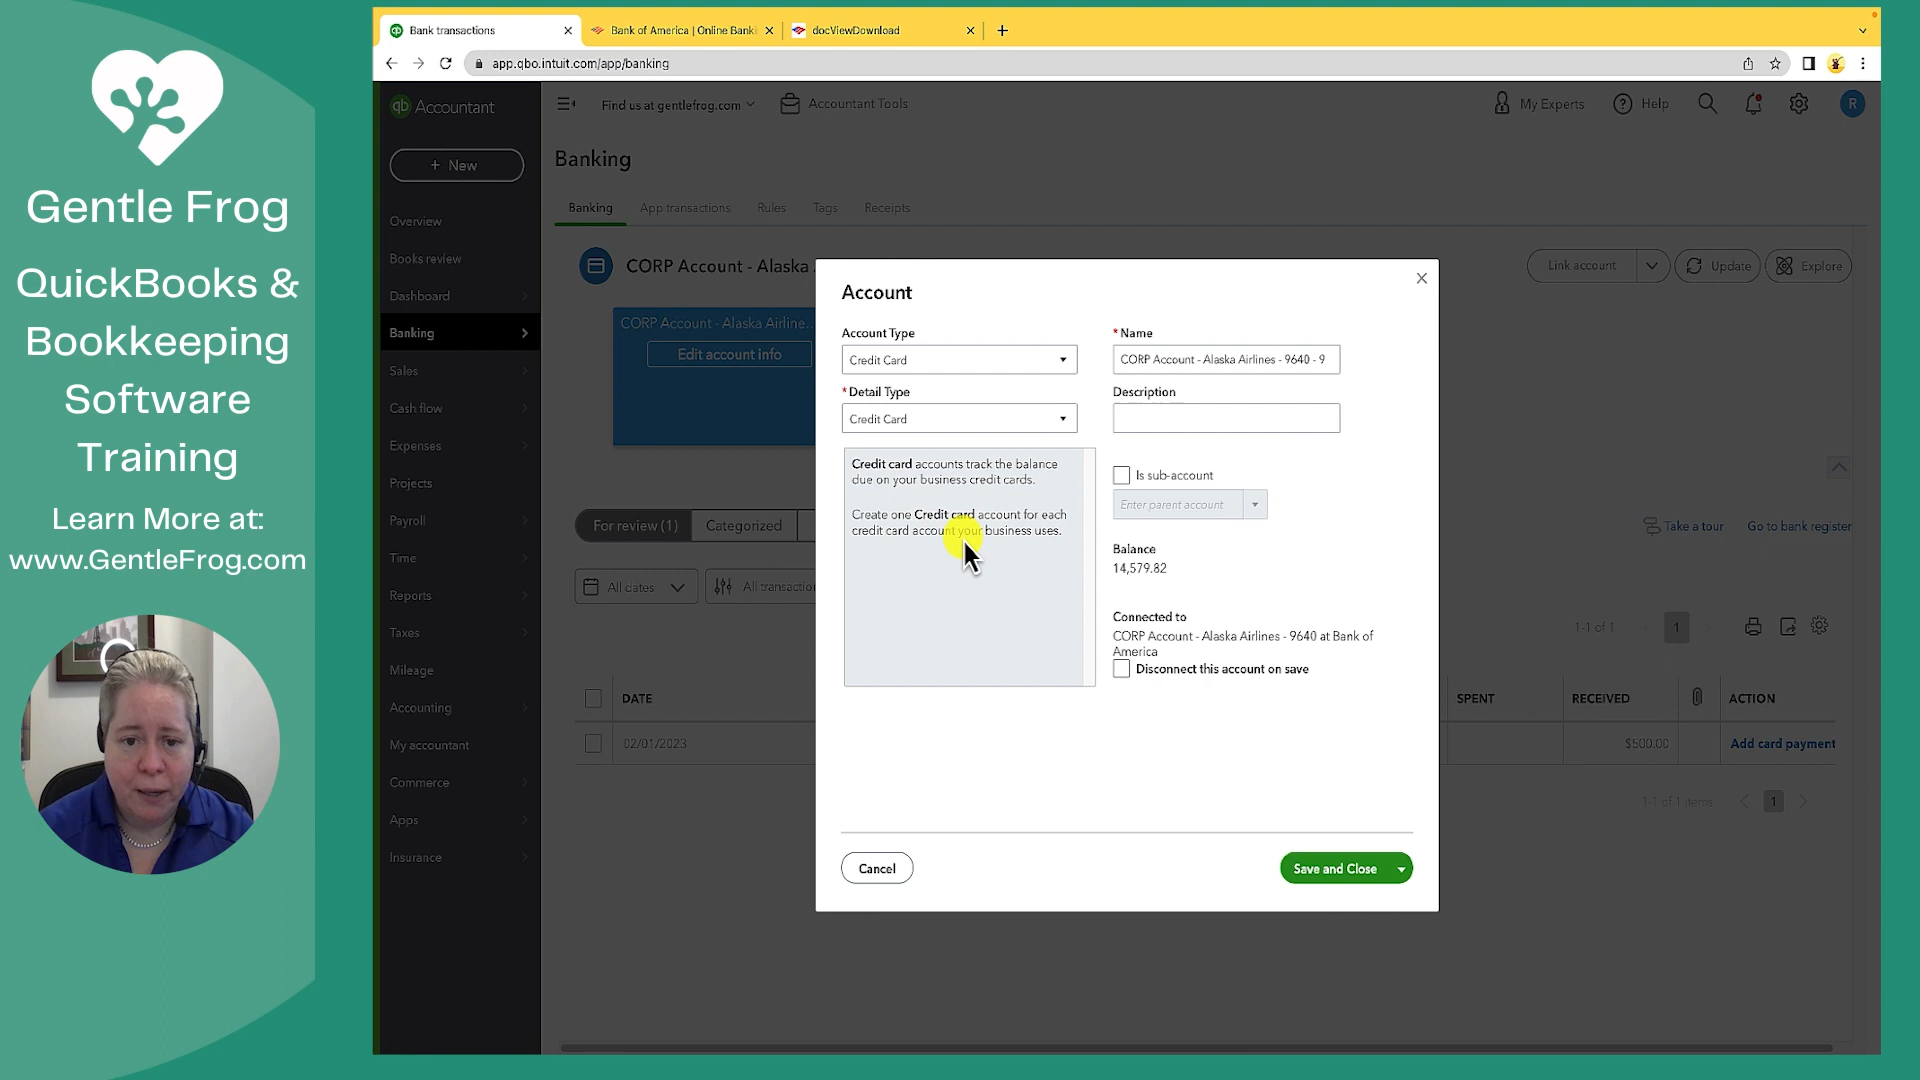 Gentle Frog
QuickBooks &
Bookkeeping
Software
Training
Learn More at:
www.GentleFrog.com
Bank transactions
Bank of America | Online Banki
docViewDownload
app.qbo.intuit.com/app/banking
qb Accountant
Find us at gentlefrog.com
Accountant Tools
My Experts
Help
R
+ New
Overview
Books review
Dashboard
Banking
Sales
Cash flow
Expenses
Projects
Payroll
Time
Reports
Taxes
Mileage
Accounting
My accountant
Commerce
Apps
Insurance
Banking
Banking App transactions Rules Tags Receipts
CORP Account - Alaska
Link account
Update
Explore
CORP Account - Alaska Airline...
Edit account info
For review (1)
Categorized
Take a tour
Go to bank register
All dates
All transactio
1-1 of 1
1
DATE
SPENT
RECEIVED
ACTION
02/01/2023
$500.00
Add card payment
1-1 of 1 items
1
Account
Account Type
Credit Card
* Detail Type
Credit Card
Credit card accounts track the balance
due on your business credit cards.
Create one Credit card account for each
credit card account your business uses.
* Name
CORP Account - Alaska Airlines - 9640 - 9
Description
Is sub-account
Enter parent account
Balance
14,579.82
Connected to
CORP Account - Alaska Airlines - 9640 at Bank of
America
Disconnect this account on save
Cancel
Save and Close